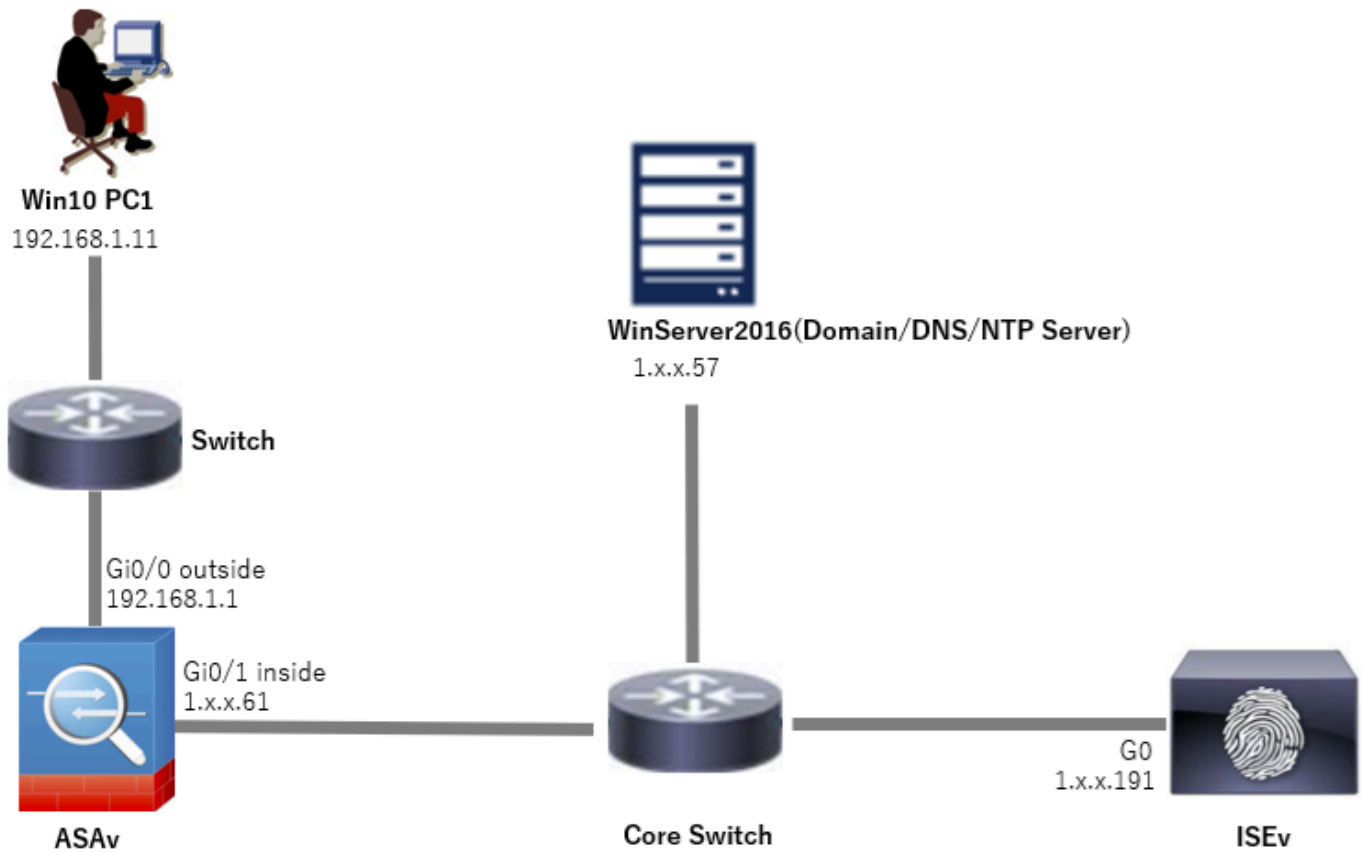 Win10 PC1
192.168.1.11
WinServer2016(Domain/DNS/NTP Server)
1.x.x.57
Switch
Gi0/0 outside
192.168.1.1
Gi0/1 inside
1.x.x.61
G0
1.x.x.191
ASAv
Core Switch
ISEv